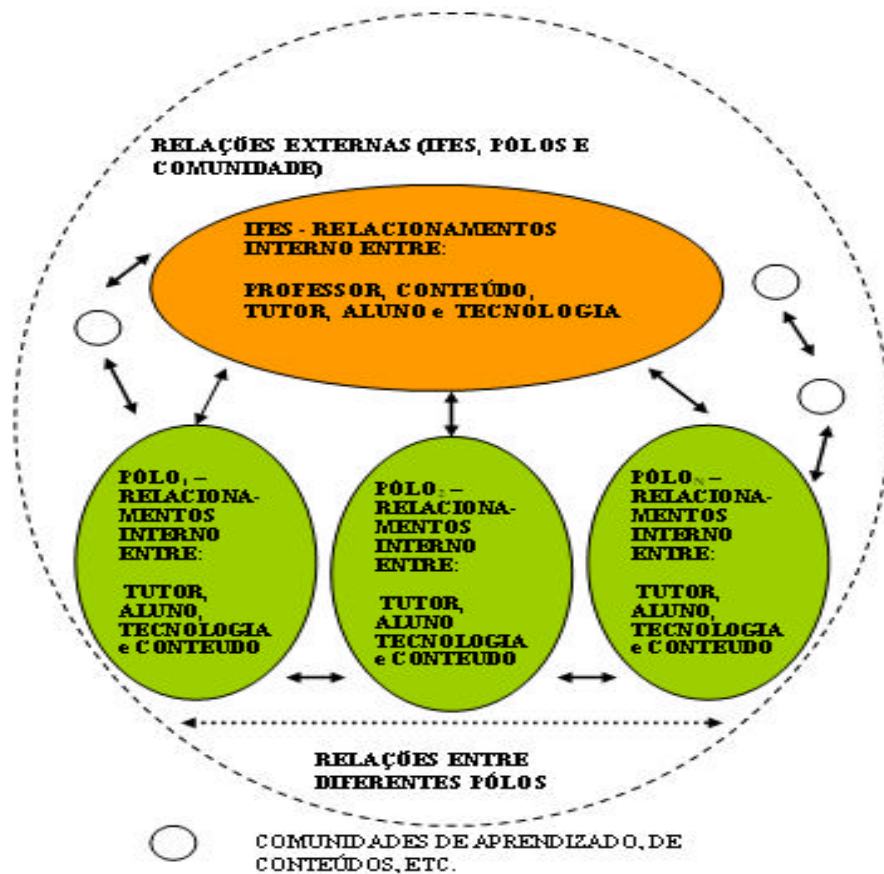 RELAÇÕES EXTERNAS (IFES, PÓLOS E
COMUNIDADE)
IFES - RELACIONAMENTOS
INTERNO ENTRE:
PROFESSOR, CONTEÚDO,
TUTOR, ALUNO e TECNOLOGIA
PÓLO₁ –
RELACIONA-
MENTOS
INTERNO
ENTRE:
TUTOR,
ALUNO,
TECNOLOGIA
e CONTEUDO
PÓLO₂ –
RELACIONA-
MENTOS
INTERNO
ENTRE:
TUTOR,
ALUNO
TECNOLOGIA
e CONTEUDO
PÓLO_N –
RELACIONA-
MENTOS
INTERNO
ENTRE:
TUTOR,
ALUNO,
TECNOLOGIA
e CONTEUDO
RELAÇÕES ENTRE
DIFERENTES PÓLOS
COMUNIDADES DE APRENDIZADO, DE
CONTEÚDOS, ETC.